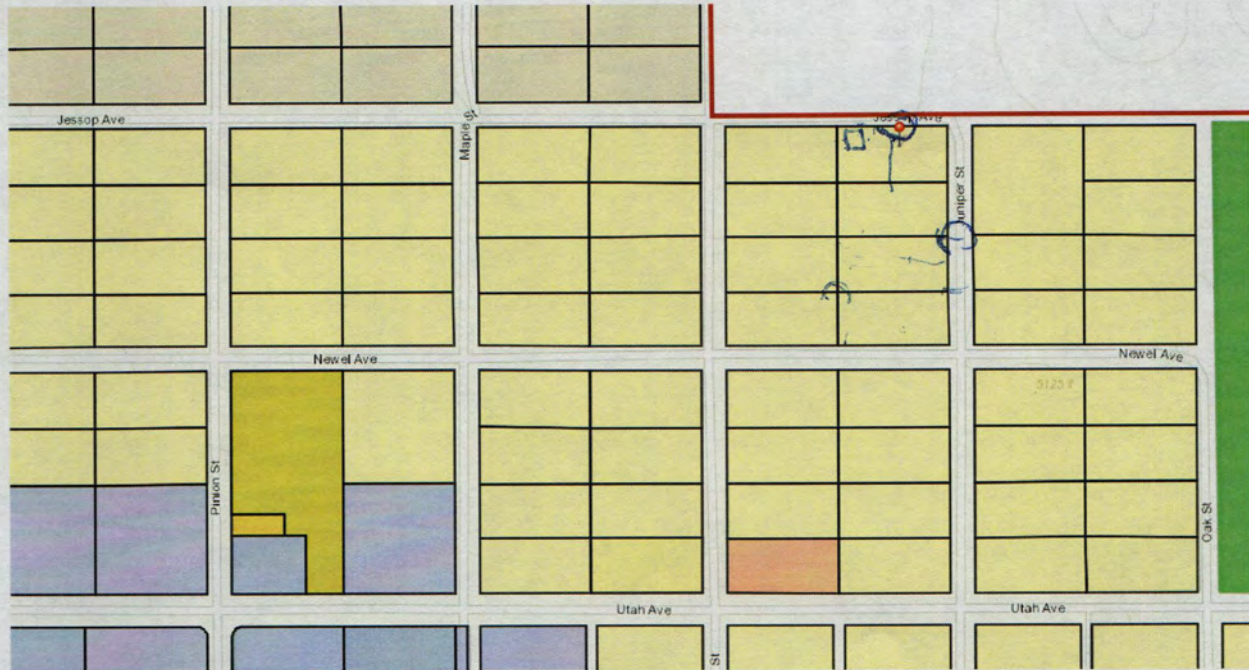 Jessop Ave
Maple St
Juniper St
Newel Ave
Newel Ave
Pinion St
Oak St
Utah Ave
Utah Ave
St